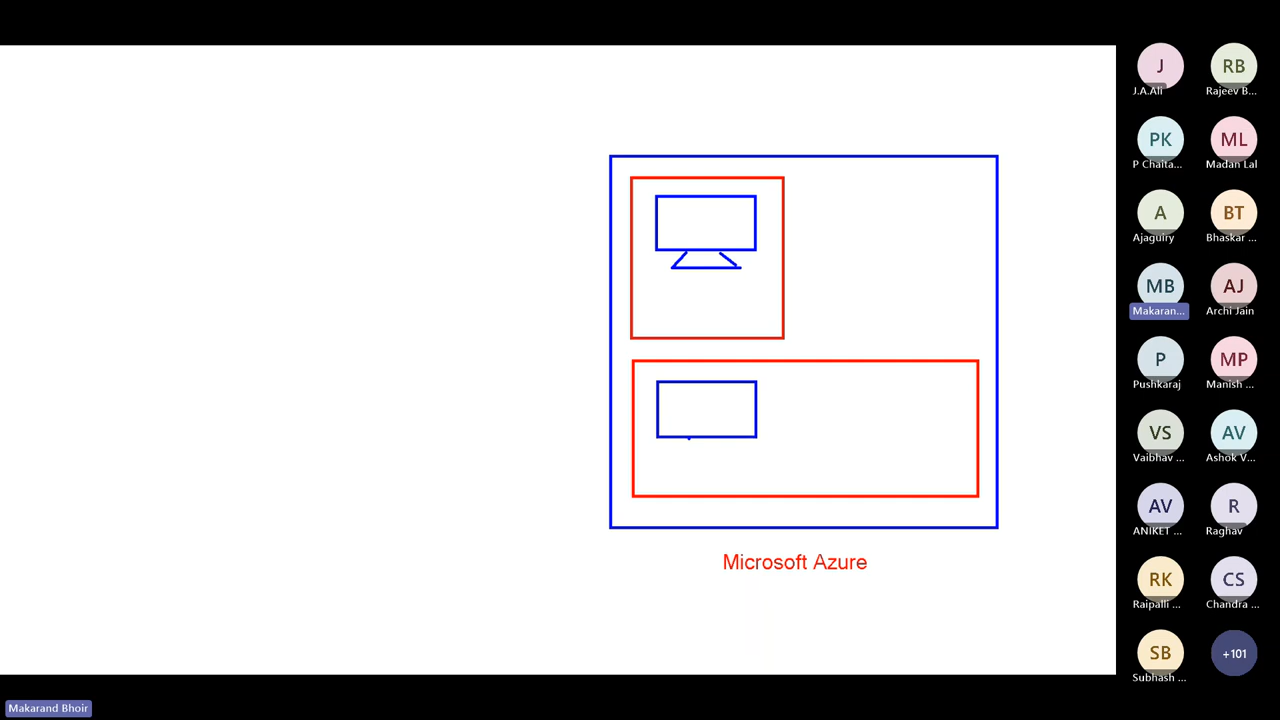 J
J.A.Ali
RB
Rajeev B...
PK
P Chaita...
ML
Madan Lal
A
Ajaguiry
BT
Bhaskar ...
MB
Makaran...
AJ
Archi Jain
P
Pushkaraj
MP
Manish ...
VS
Vaibhav ...
AV
Ashok V...
AV
ANIKET ...
R
Raghav
RK
Raipalli ...
CS
Chandra ...
SB
Subhash ...
+101
Microsoft Azure
Makarand Bhoir